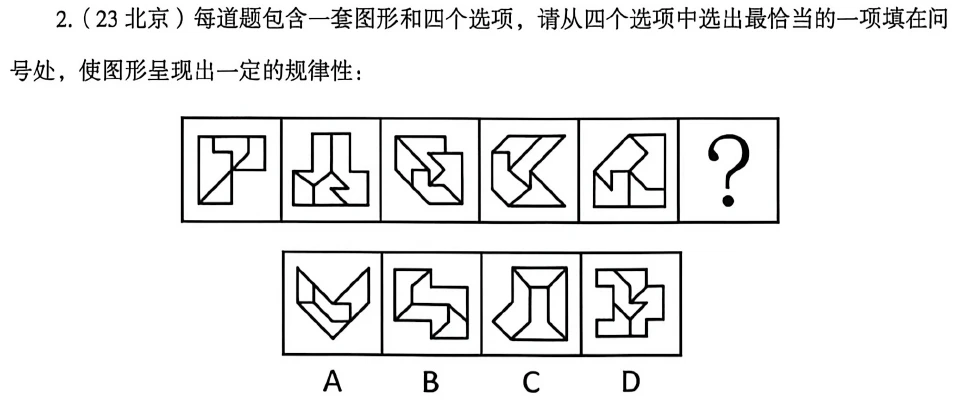 2.（23 北京）每道题包含一套图形和四个选项，请从四个选项中选出最恰当的一项填在问
号处，使图形呈现出一定的规律性：
?
A B C D